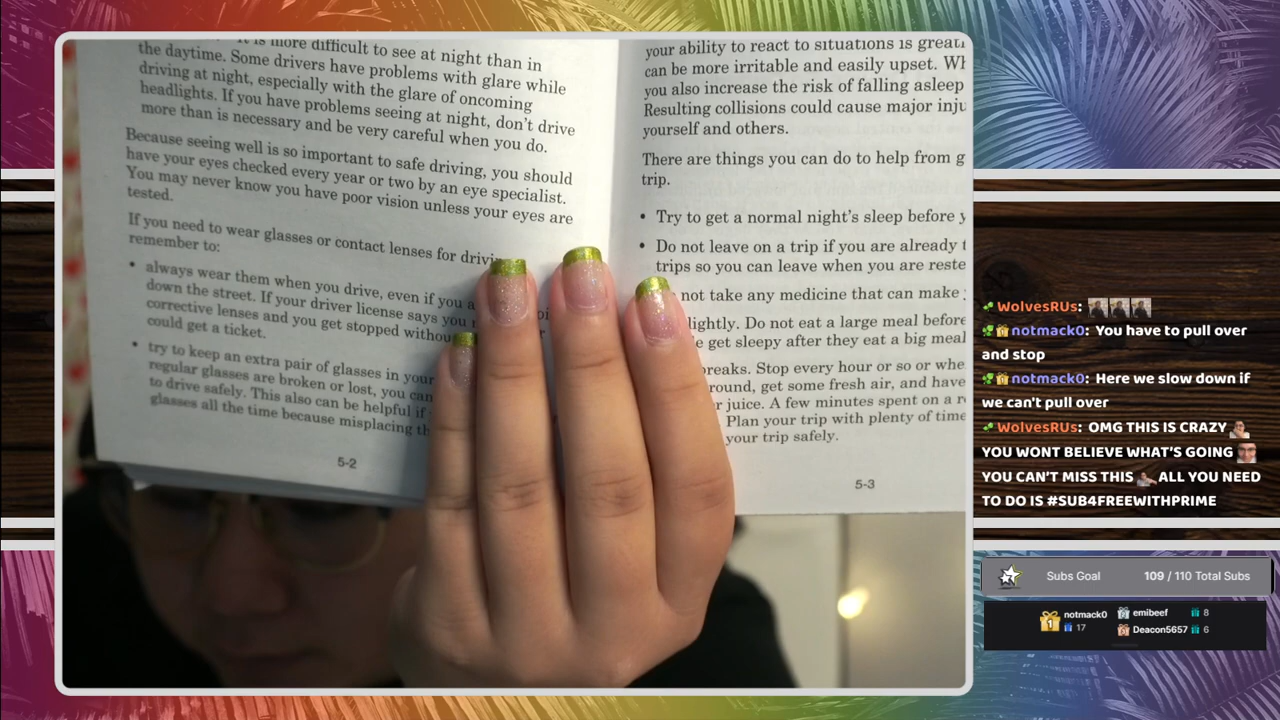 It is more difficult to see at night than in
the daytime. Some drivers have problems with glare while
driving at night, especially with the glare of oncoming
headlights. If you have problems seeing at night, don't drive
more than is necessary and be very careful when you do.
Because seeing well is so important to safe driving, you should
have your eyes checked every year or two by an eye specialist.
You may never know you have poor vision unless your eyes are
tested.
If you need to wear glasses or contact lenses for
remember to:
• always wear them when you drive, even if you
down the street. If your driver license says you
corrective lenses and you get stopped
could get a ticket.
• try to keep an extra pair of glasses in your
regular glasses are broken or lost, you can
to drive safely. This also can be helpful if
glasses all the time because misplacing
5-2
your ability to react to situations is
can be more irritable and easily upset.
you also increase the risk of falling asleep
Resulting collisions could cause major
yourself and others.
There are things you can do to help from
trip.
• Try to get a normal night's sleep before
• Do not leave on a trip if you are already
trips so you can leave when you are
not take any medicine that can make
lightly. Do not eat a large meal before
get sleepy after they eat a big meal
breaks. Stop every hour or so or
get some fresh air, and have
juice. A few minutes spent on a
Plan your trip with plenty of time
your trip safely.
5-3
WolvesRUs:
notmack0: You have to pull over
and stop
notmack0: Here we slow down if
we can't pull over
WolvesRUs: OMG THIS IS CRAZY
YOU WONT BELIEVE WHAT'S GOING
YOU CAN'T MISS THIS ALL YOU NEED
TO DO IS #SUB4FREEWITHPRIME
Subs Goal 109 / 110 Total Subs
1 notmack0 17
2 emibeef 8
3 Deacon5657 6